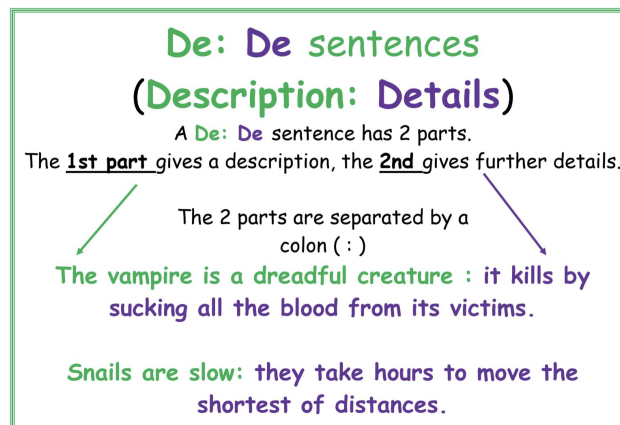 De: De sentences
(Description: Details)
A De: De sentence has 2 parts.
The 1st part gives a description, the 2nd gives further details.
The 2 parts are separated by a
colon ( : )
The vampire is a dreadful creature : it kills by
sucking all the blood from its victims.
Snails are slow: they take hours to move the
shortest of distances.